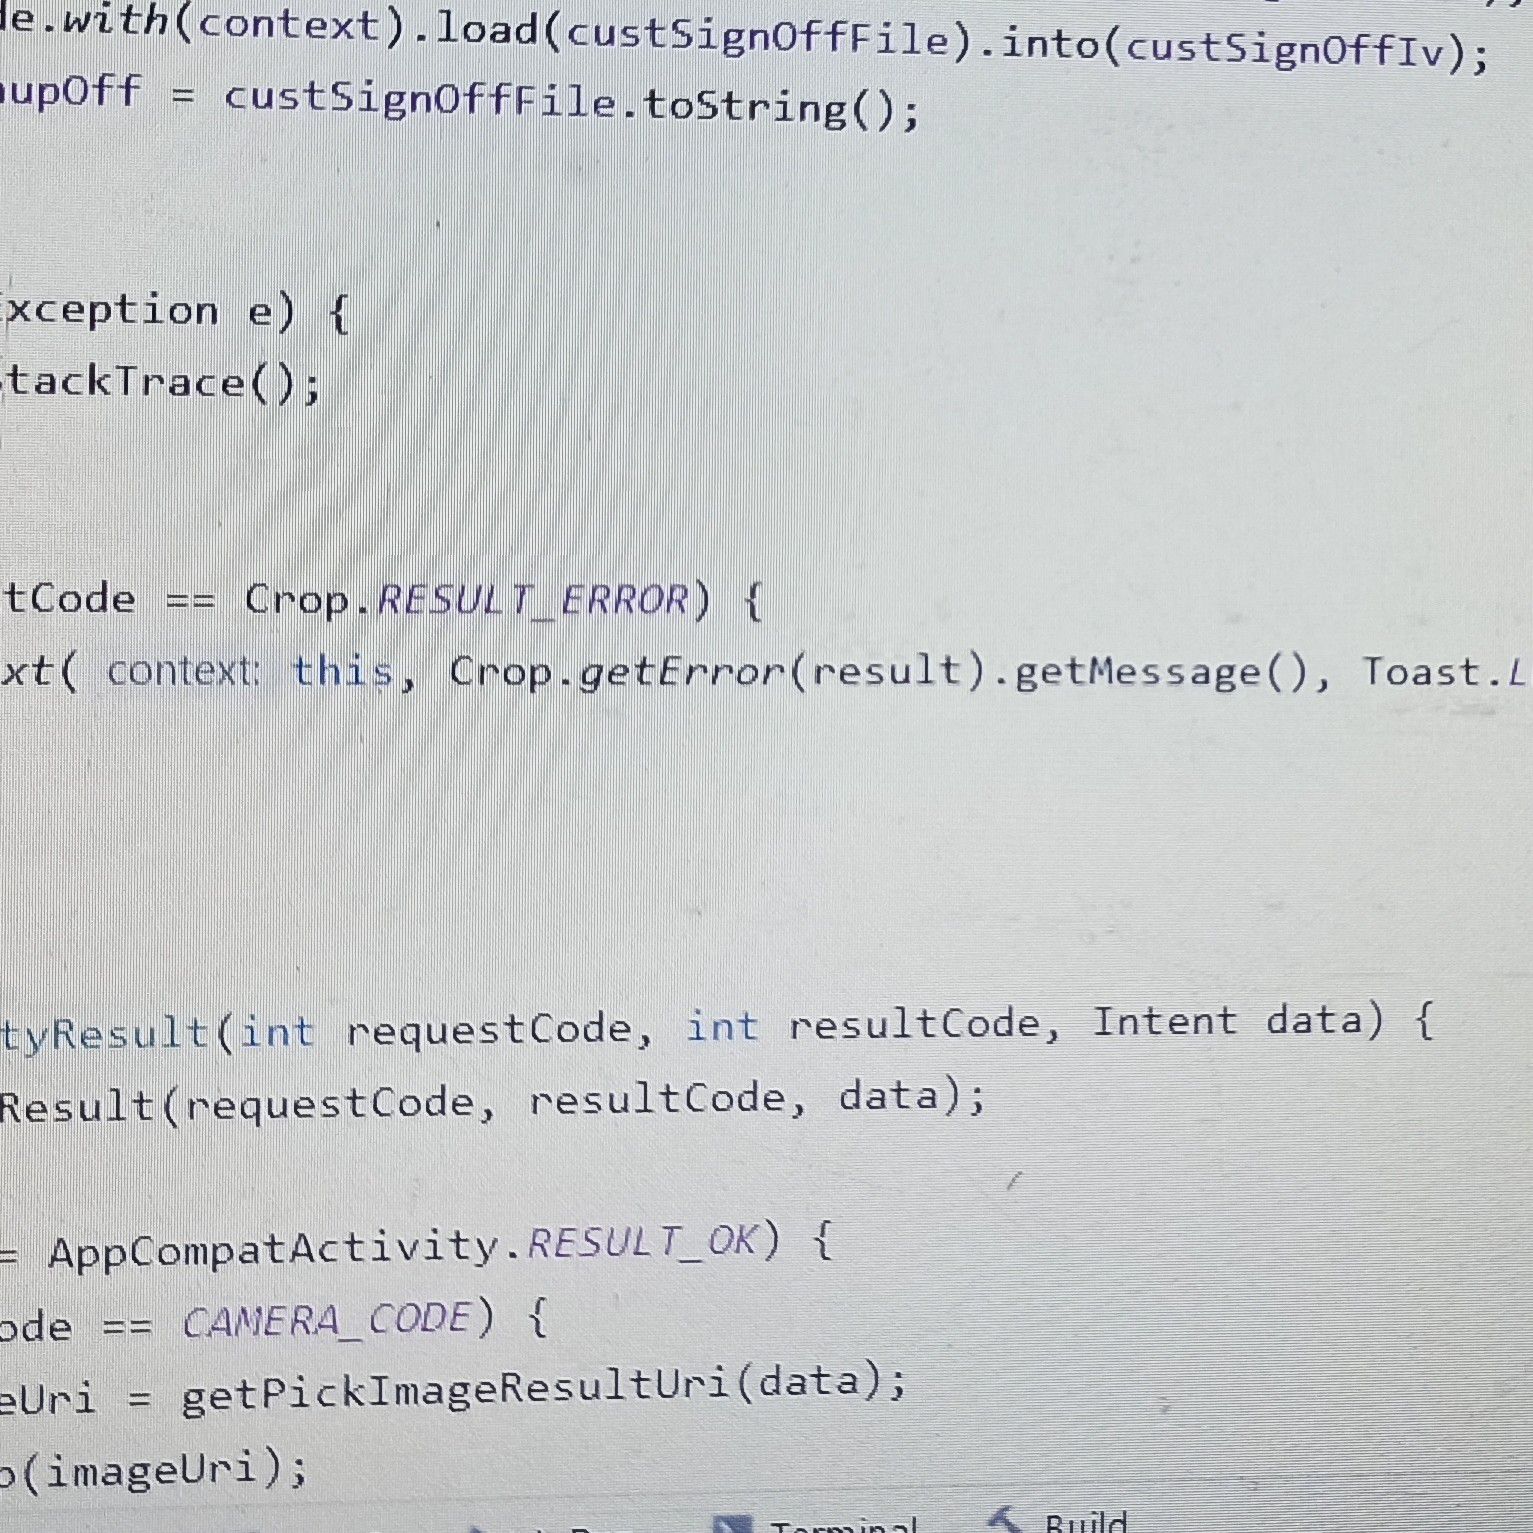 de.with(context).load(custSignOffFile).into(custSignOffIv);
upOff = custSignOffFile.toString();
xception e) {
tackTrace();
tCode == Crop.RESULT_ERROR) {
xt( context: this, Crop.getError(result).getMessage(), Toast.L
tyResult(int requestCode, int resultCode, Intent data) {
Result(requestCode, resultCode, data);
= AppCompatActivity.RESULT_OK) {
ode == CAMERA_CODE) {
eUri = getPickImageResultUri(data);
p(imageUri);
Terminal Build